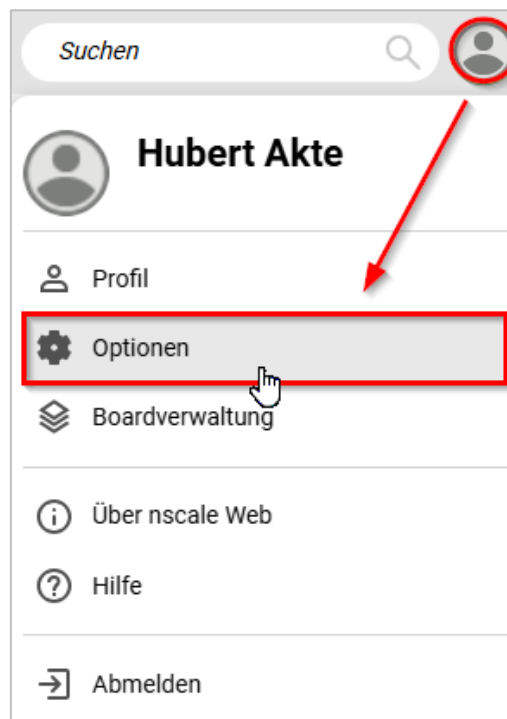 Suchen
Hubert Akte
Profil
Optionen
Boardverwaltung
Über nscale Web
Hilfe
Abmelden